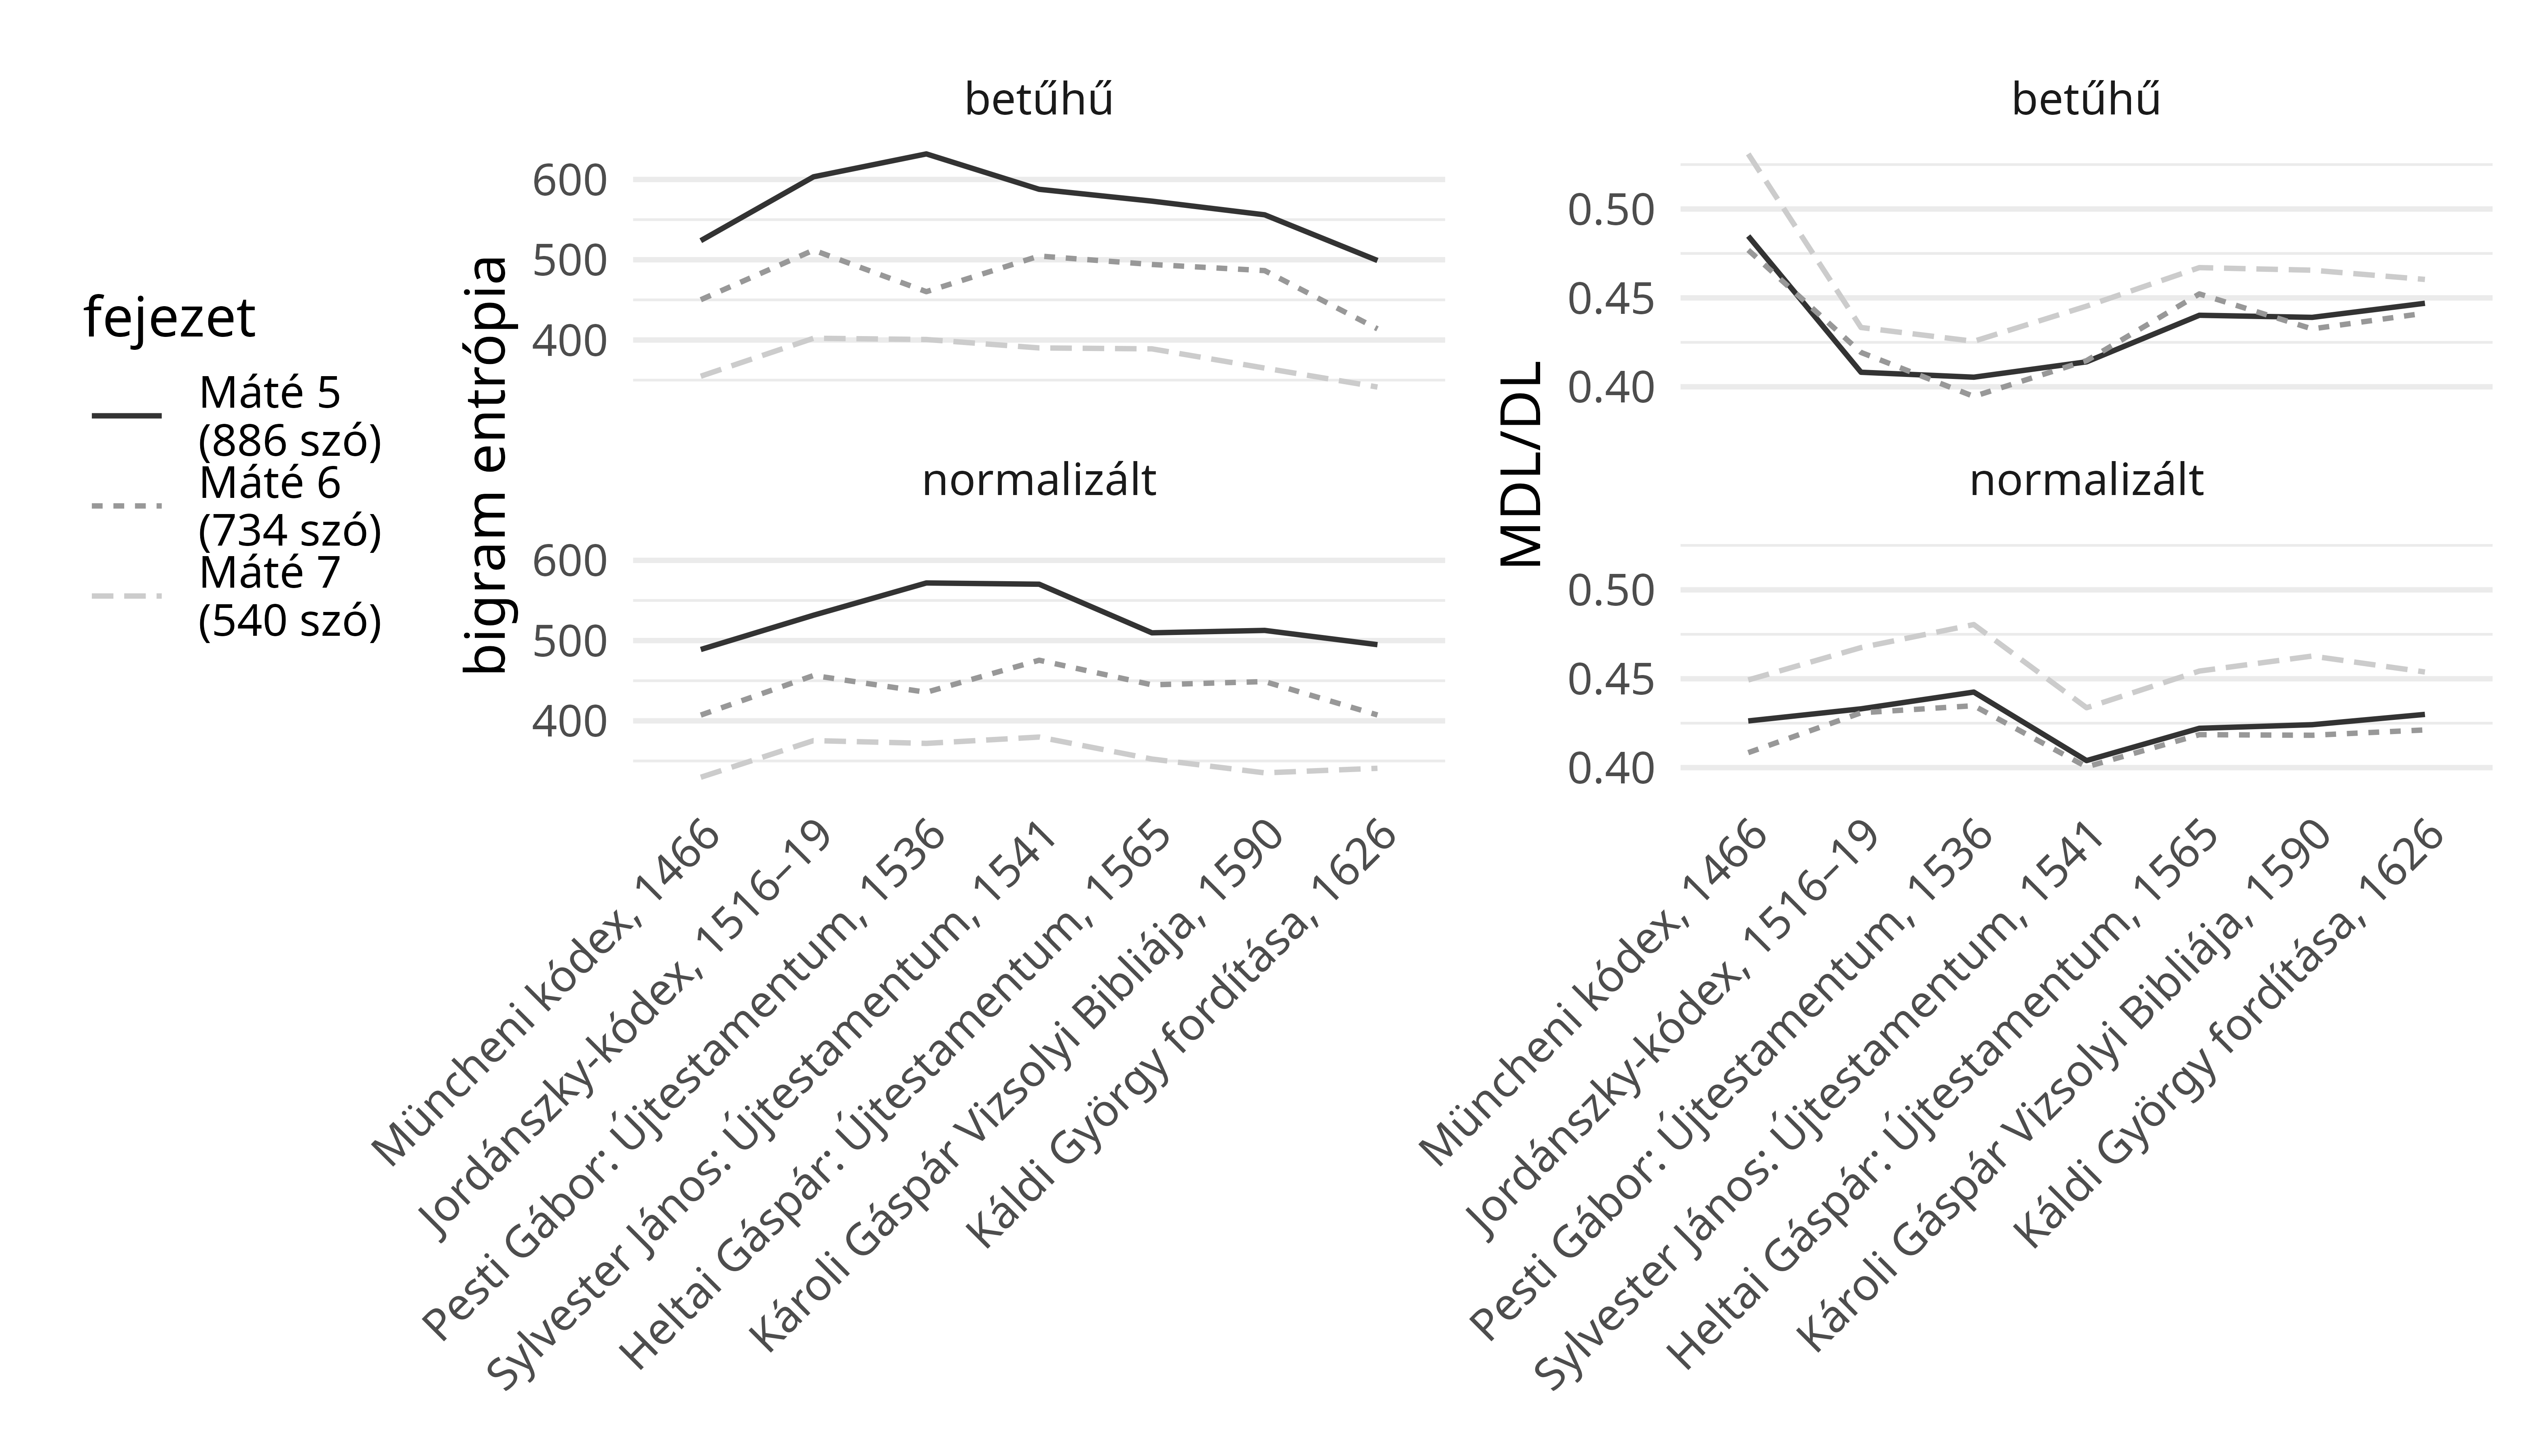 fejezet
Máté 5
(886 szó)
Máté 6
(734 szó)
Máté 7
(540 szó)
bigram entrópia
betűhű
600
500
400
normalizált
600
500
400
Müncheni kódex, 1466
Jordánszky-kódex, 1516–19
Pesti Gábor: Újtestamentum, 1536
Sylvester János: Újtestamentum, 1541
Heltai Gáspár: Újtestamentum, 1565
Károli Gáspár Vizsolyi Bibliája, 1590
Káldi György fordítása, 1626
MDL/DL
betűhű
0.50
0.45
0.40
normalizált
0.50
0.45
0.40
Müncheni kódex, 1466
Jordánszky-kódex, 1516–19
Pesti Gábor: Újtestamentum, 1536
Sylvester János: Újtestamentum, 1541
Heltai Gáspár: Újtestamentum, 1565
Károli Gáspár Vizsolyi Bibliája, 1590
Káldi György fordítása, 1626